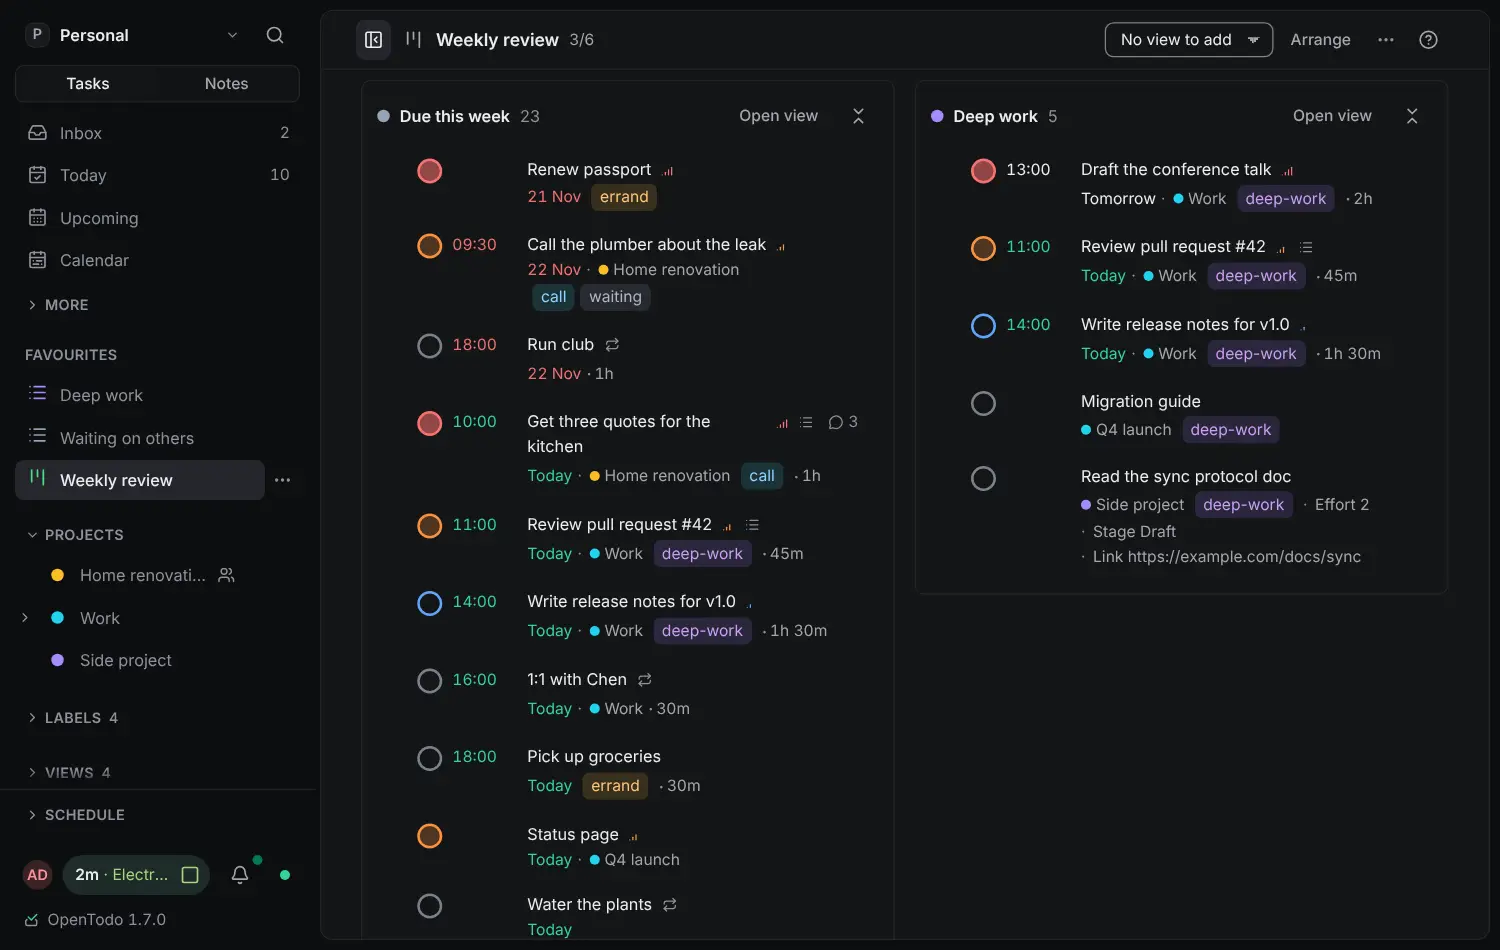 P Personal
Tasks Notes
Inbox 2
Today 10
Upcoming
Calendar
MORE
FAVOURITES
Deep work
Waiting on others
Weekly review
PROJECTS
Home renovati...
Work
Side project
LABELS 4
VIEWS 4
SCHEDULE
AD 2m · Electr...
OpenTodo 1.7.0
Weekly review 3/6
No view to add Arrange
Due this week 23 Open view
Renew passport
21 Nov errand
09:30 Call the plumber about the leak
22 Nov · Home renovation
call waiting
18:00 Run club
22 Nov · 1h
10:00 Get three quotes for the 3
kitchen
Today · Home renovation call · 1h
11:00 Review pull request #42
Today · Work deep-work · 45m
14:00 Write release notes for v1.0
Today · Work deep-work · 1h 30m
16:00 1:1 with Chen
Today · Work · 30m
18:00 Pick up groceries
Today errand · 30m
Status page
Today · Q4 launch
Water the plants
Today
Deep work 5 Open view
13:00 Draft the conference talk
Tomorrow · Work deep-work · 2h
11:00 Review pull request #42
Today · Work deep-work · 45m
14:00 Write release notes for v1.0
Today · Work deep-work · 1h 30m
Migration guide
Q4 launch deep-work
Read the sync protocol doc
Side project deep-work · Effort 2
· Stage Draft
· Link https://example.com/docs/sync